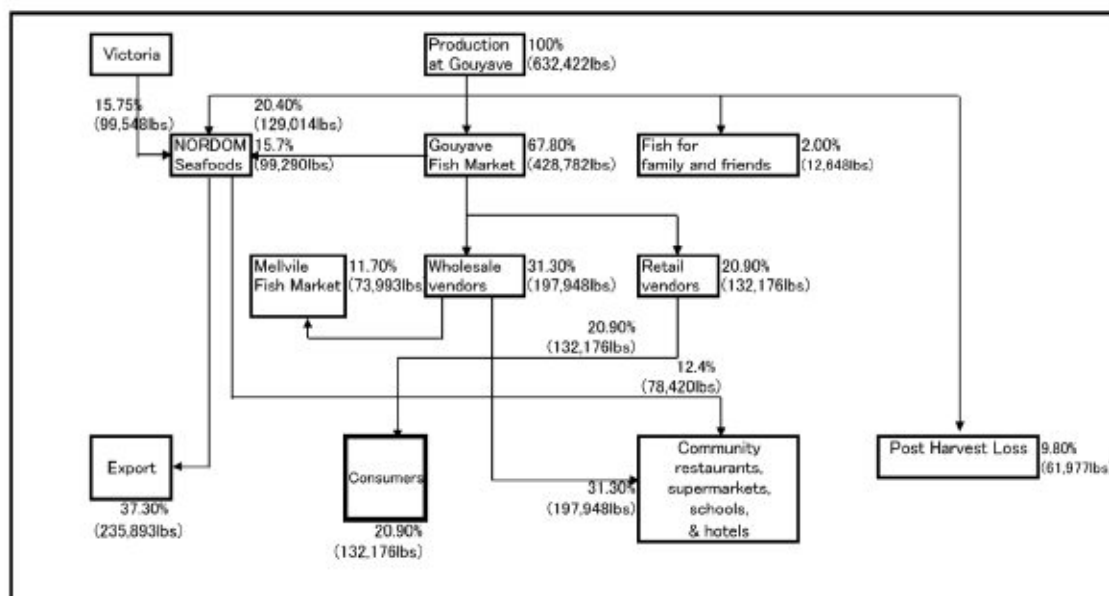 Victoria
Production
at Gouyave
100%
(632,422lbs)
15.75%
(99,548lbs)
20.40%
(129,014lbs)
NORDOM
Seafoods
15.7%
(99,290lbs)
Gouyave
Fish Market
67.80%
(428,782lbs)
Fish for
family and friends
2.00%
(12,648lbs)
Mellvile
Fish Market
11.70%
(73,993lbs)
Wholesale
vendors
31.30%
(197,948lbs)
Retail
vendors
20.90%
(132,176lbs)
20.90%
(132,176lbs)
12.4%
(78,420lbs)
Export
37.30%
(235,893lbs)
Consumers
20.90%
(132,176lbs)
31.30%
(197,948lbs)
Community
restaurants,
supermarkets,
schools,
& hotels
Post Harvest Loss
9.80%
(61,977lbs)